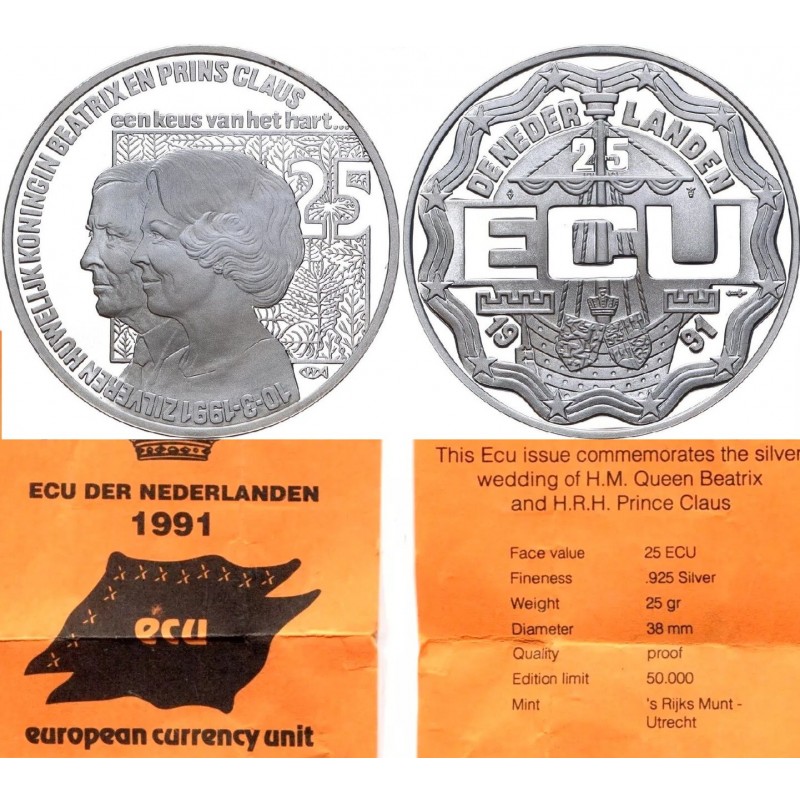 10-3-1991 ZILVEREN HUWELIJK KONINGIN BEATRIX EN PRINS CLAUS
een keus van het hart...
25
DE NEDER LANDEN
25
ECU
19 91
ECU DER NEDERLANDEN
1991
ecu
european currency unit
This Ecu issue commemorates the silver
wedding of H.M. Queen Beatrix
and H.R.H. Prince Claus
Face value 25 ECU
Fineness .925 Silver
Weight 25 gr
Diameter 38 mm
Quality proof
Edition limit 50.000
Mint 's Rijks Munt -
Utrecht